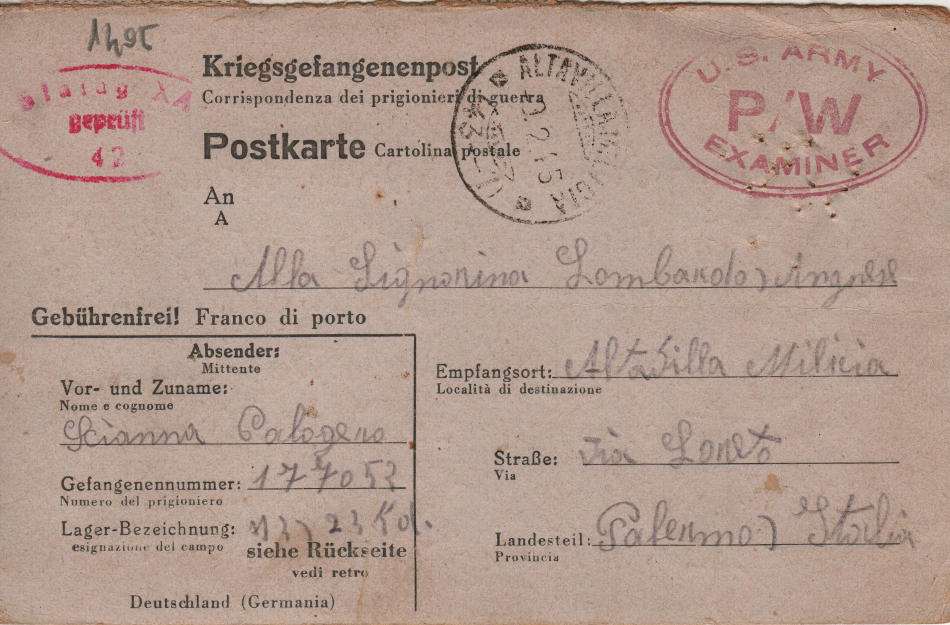 1495
Stalag XA
Geprüft
42
Kriegsgefangenenpost
Corrispondenza dei prigionieri di guerra
Postkarte Cartolina postale
ALTAVILLA MILICIA
2.45
U.S. ARMY
P/W
EXAMINER
An
A
Alla Signorina Lombardo
Gebührenfrei! Franco di porto
Absender:
Mittente
Vor- und Zuname:
Nome e cognome
Scianna Calogero
Gefangenennummer: 177052
Numero del prigioniero
Lager-Bezeichnung:
esignazione del campo
siehe Rückseite
vedi retro
Deutschland (Germania)
Empfangsort: Altavilla Milicia
Località di destinazione
Straße: Via Loreto
Via
Landesteil: Palermo Italia
Provincia